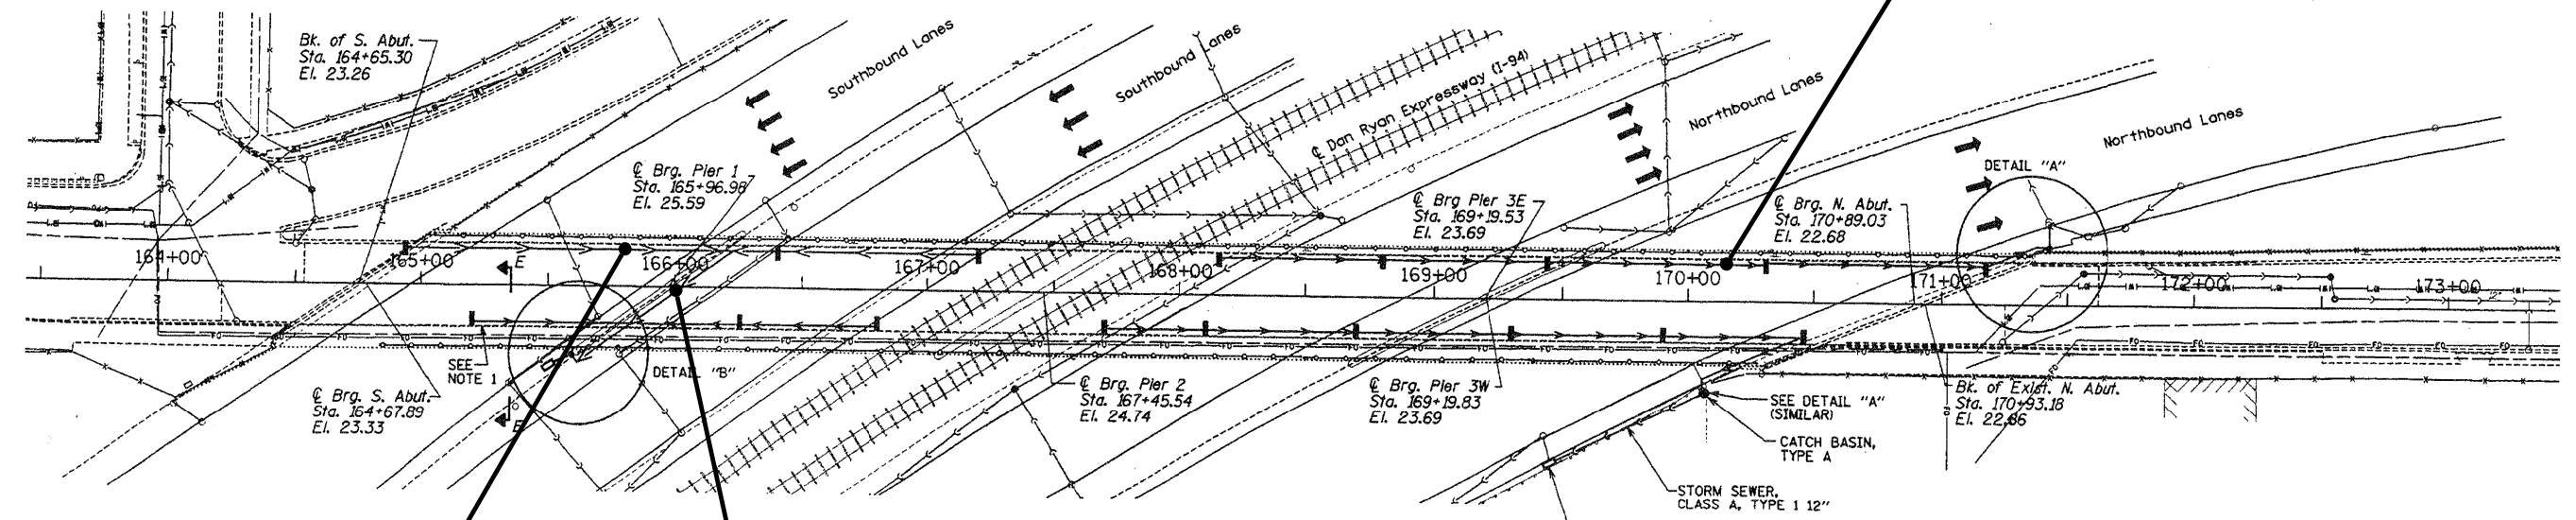 Bk. of S. Abut.
Sta. 164+65.30
El. 23.26
Southbound Lanes
Southbound Lanes
℄ Dan Ryan Expressway (I-94)
Northbound Lanes
Northbound Lanes
℄ Brg. Pier 1
Sta. 165+96.98
El. 25.59
℄ Brg Pier 3E
Sta. 169+19.53
El. 23.69
℄ Brg. N. Abut.
Sta. 170+89.03
El. 22.68
DETAIL "A"
164+00
165+00
166+00
167+00
168+00
169+00
170+00
171+00
172+00
173+00
E
SEE
NOTE 1
DETAIL "B"
E
℄ Brg. S. Abut.
Sta. 164+67.89
El. 23.33
℄ Brg. Pier 2
Sta. 167+45.54
El. 24.74
℄ Brg. Pier 3W
Sta. 169+19.83
El. 23.69
SEE DETAIL "A"
(SIMILAR)
CATCH BASIN,
TYPE A
STORM SEWER,
CLASS A, TYPE 1 12"
Bk. of Exist. N. Abut.
Sta. 170+93.18
El. 22.66